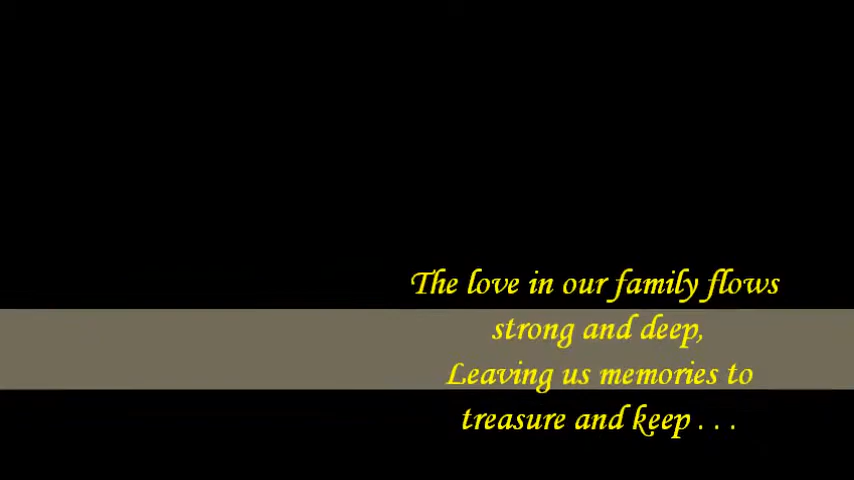 The love in our family flows
strong and deep,
Leaving us memories to
treasure and keep . . .